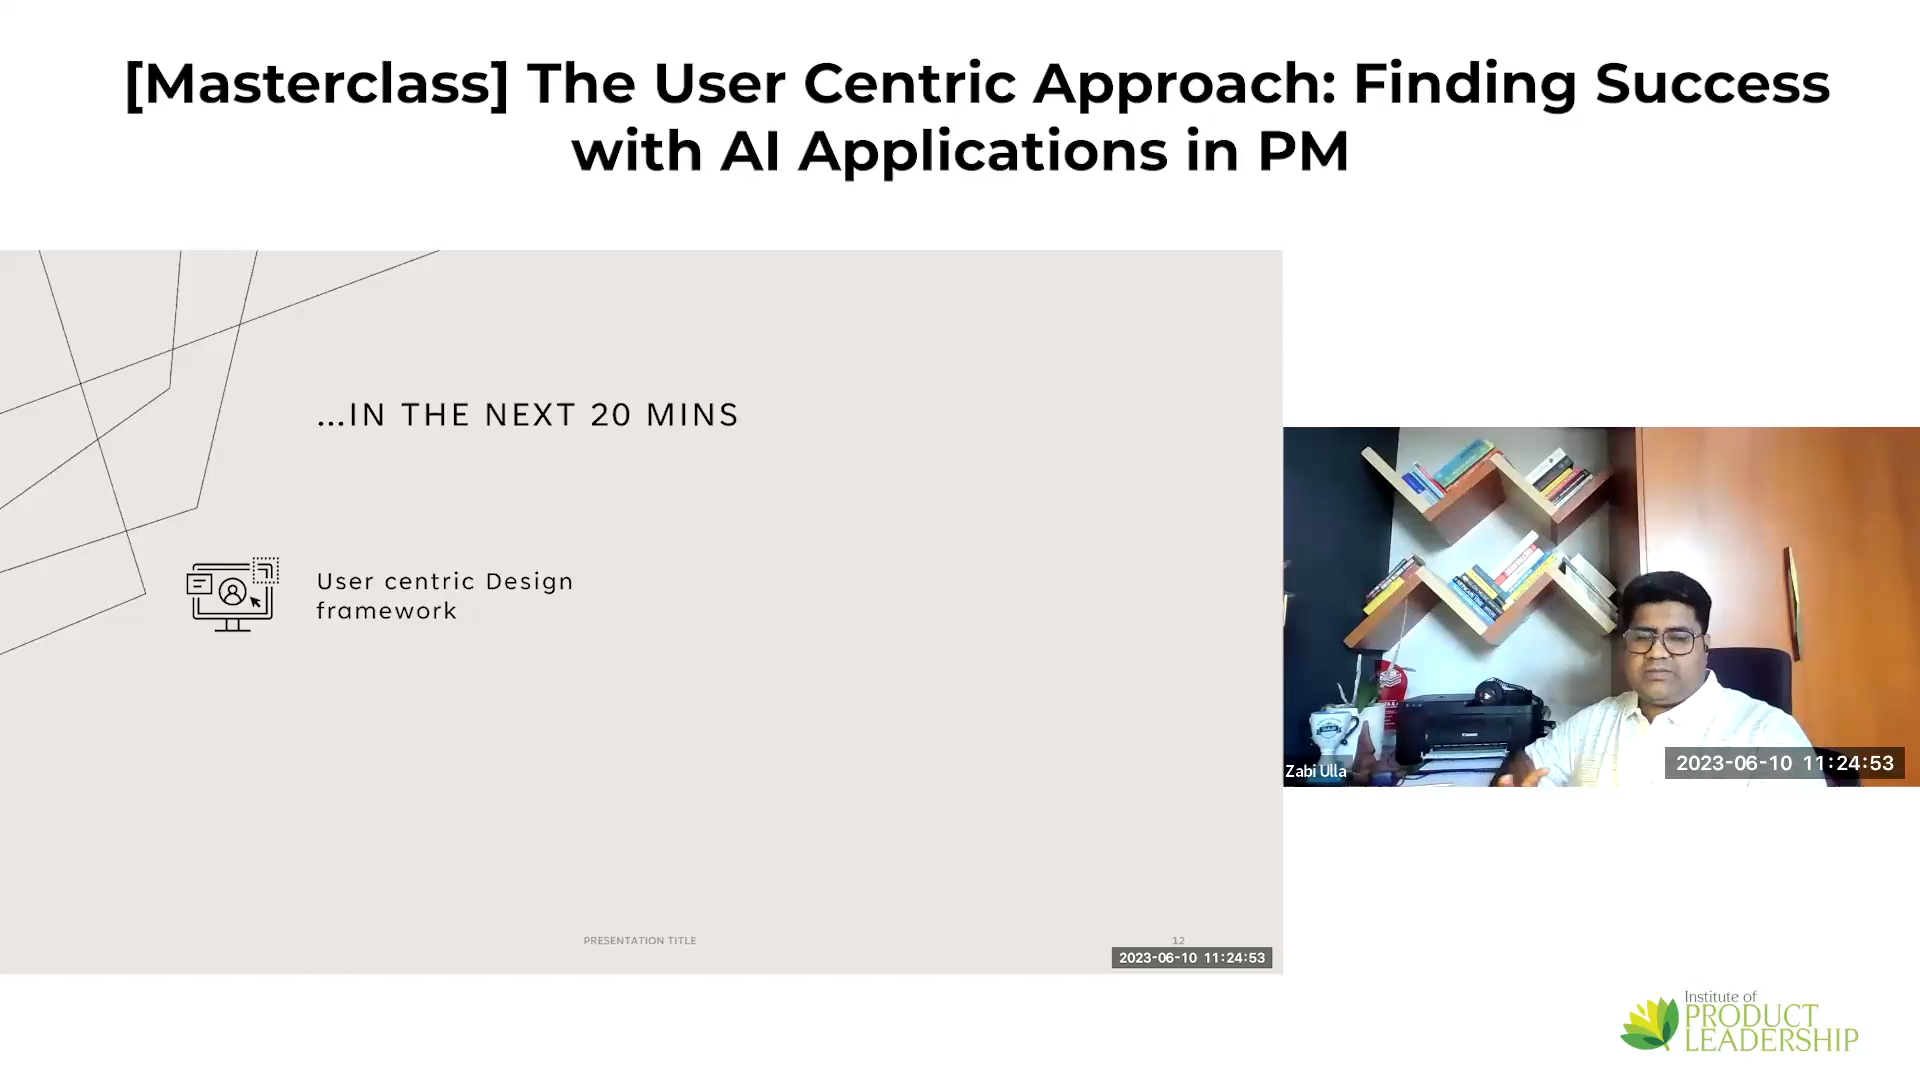 [Masterclass] The User Centric Approach: Finding Success
with AI Applications in PM
...IN THE NEXT 20 MINS
User centric Design
framework
PRESENTATION TITLE
12
2023-06-10 11:24:53
Zabi Ulla
2023-06-10 11:24:53
Institute of
PRODUCT
LEADERSHIP